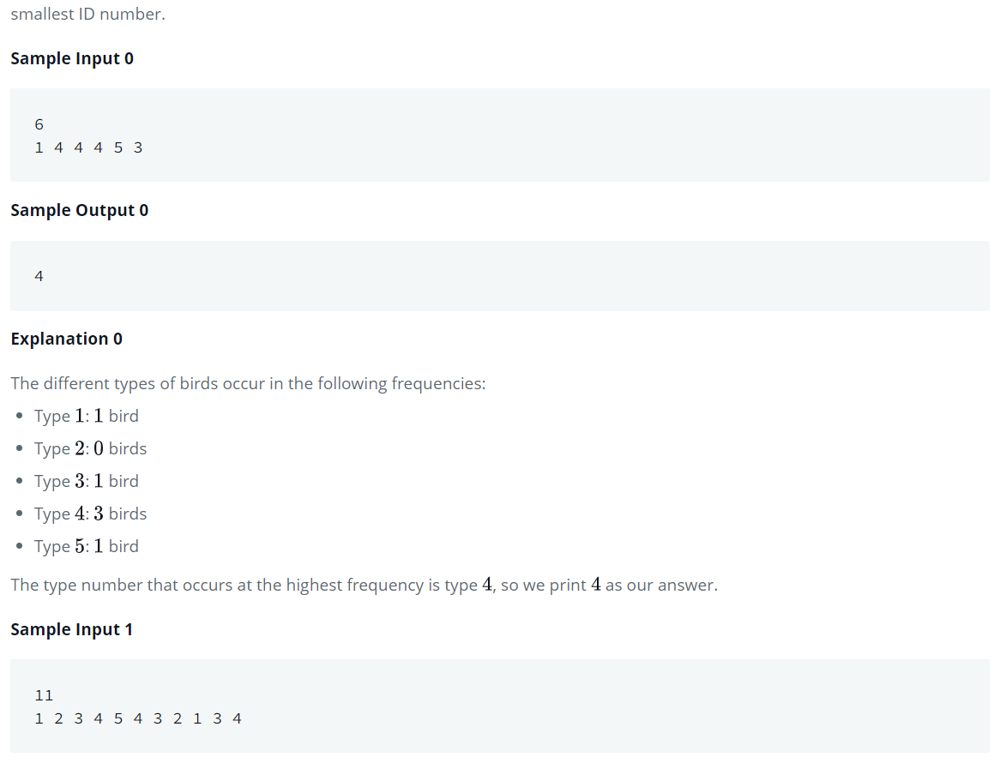 smallest ID number.
Sample Input 0
6
1 4 4 4 5 3
Sample Output 0
4
Explanation 0
The different types of birds occur in the following frequencies:
• Type 1: 1 bird
• Type 2: 0 birds
• Type 3: 1 bird
• Type 4: 3 birds
• Type 5: 1 bird
The type number that occurs at the highest frequency is type 4, so we print 4 as our answer.
Sample Input 1
11
1 2 3 4 5 4 3 2 1 3 4